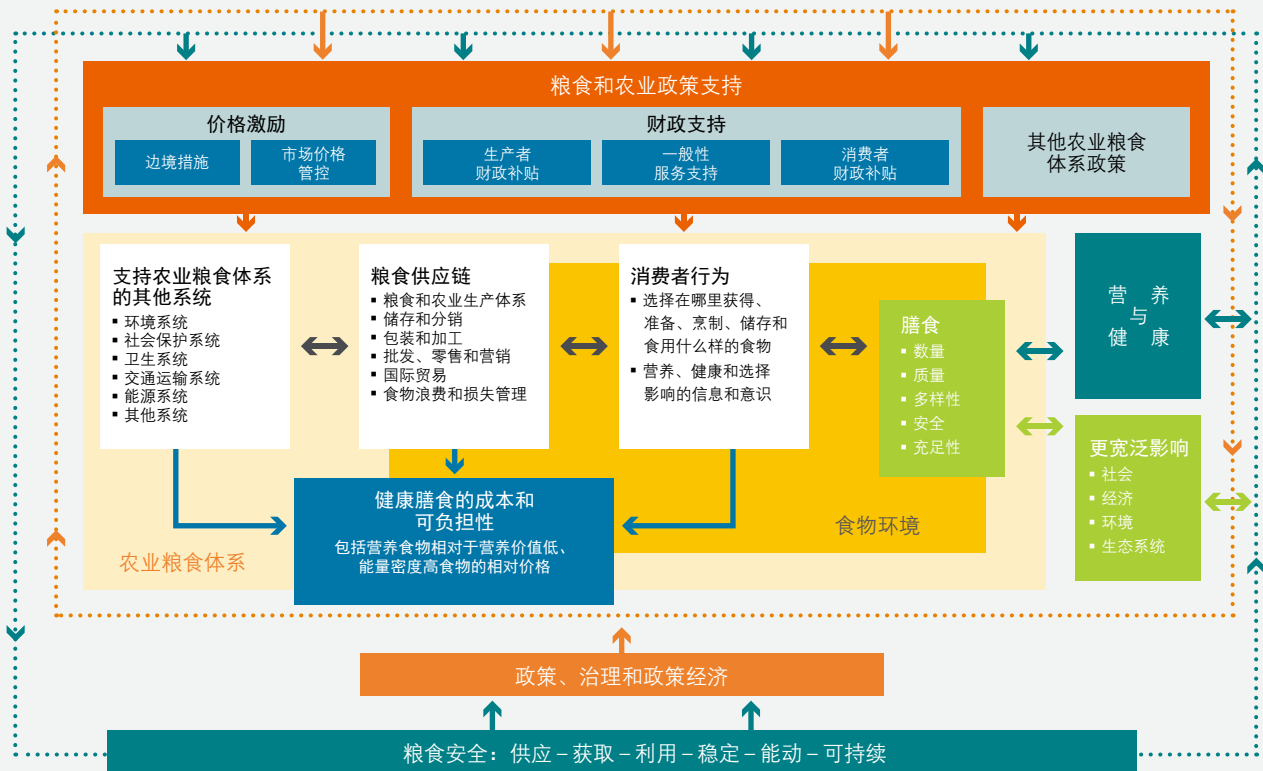 粮食和农业政策支持
价格激励
边境措施
市场价格
管控
财政支持
生产者
财政补贴
一般性
服务支持
消费者
财政补贴
其他农业粮食
体系政策
支持农业粮食体系
的其他系统
▪ 环境系统
▪ 社会保护系统
▪ 卫生系统
▪ 交通运输系统
▪ 能源系统
▪ 其他系统
粮食供应链
▪ 粮食和农业生产体系
▪ 储存和分销
▪ 包装和加工
▪ 批发、零售和营销
▪ 国际贸易
▪ 食物浪费和损失管理
消费者行为
▪ 选择在哪里获得、
准备、烹制、储存和
食用什么样的食物
▪ 营养、健康和选择
影响的信息和意识
膳食
▪ 数量
▪ 质量
▪ 多样性
▪ 安全
▪ 充足性
营 养
与
健 康
更宽泛影响
▪ 社会
▪ 经济
▪ 环境
▪ 生态系统
健康膳食的成本和
可负担性
包括营养食物相对于营养价值低、
能量密度高食物的相对价格
食物环境
农业粮食体系
政策、治理和政策经济
粮食安全：供应 – 获取 – 利用 – 稳定 – 能动 – 可持续